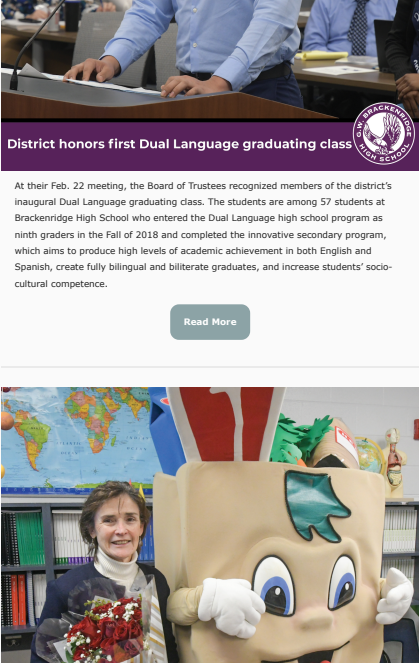 District honors first Dual Language graduating class
G.W. BRACKENRIDGE
HIGH SCHOOL
At their Feb. 22 meeting, the Board of Trustees recognized members of the district's
inaugural Dual Language graduating class. The students are among 57 students at
Brackenridge High School who entered the Dual Language high school program as
ninth graders in the Fall of 2018 and completed the innovative secondary program,
which aims to produce high levels of academic achievement in both English and
Spanish, create fully bilingual and biliterate graduates, and increase students' socio-
cultural competence.
Read More